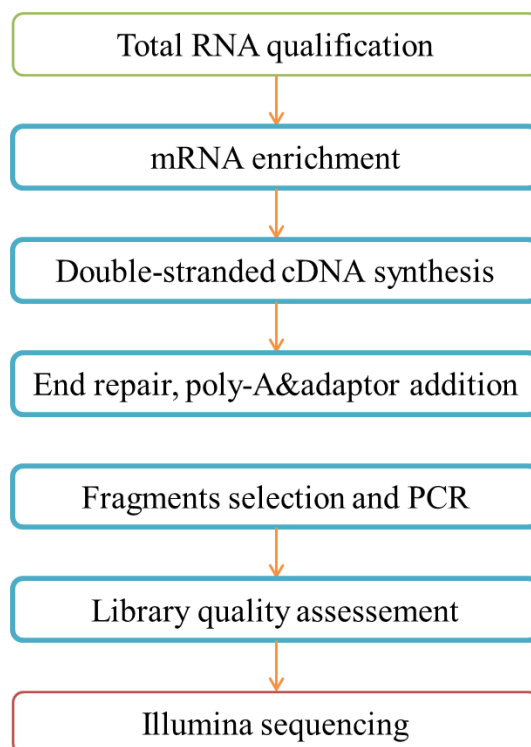 Total RNA qualification
mRNA enrichment
Double-stranded cDNA synthesis
End repair, poly-A&adaptor addition
Fragments selection and PCR
Library quality assessement
Illumina sequencing